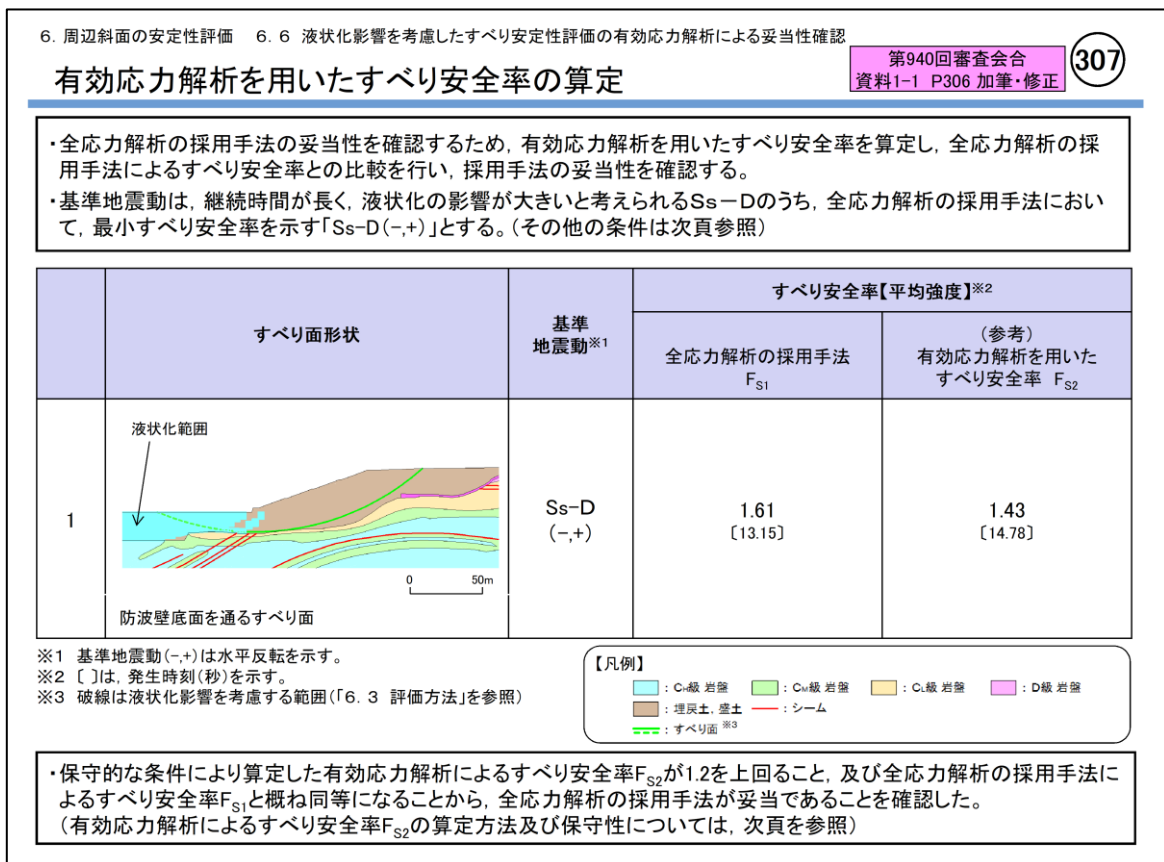 6．周辺斜面の安定性評価　6．6 液状化影響を考慮したすべり安定性評価の有効応力解析による妥当性確認
有効応力解析を用いたすべり安全率の算定
第940回審査会合
資料1-1 P306 加筆・修正
307
・全応力解析の採用手法の妥当性を確認するため，有効応力解析を用いたすべり安全率を算定し，全応力解析の採
用手法によるすべり安全率との比較を行い，採用手法の妥当性を確認する。
・基準地震動は，継続時間が長く，液状化の影響が大きいと考えられるSs－Dのうち，全応力解析の採用手法におい
て，最小すべり安全率を示す「Ss-D（-,+）」とする。（その他の条件は次頁参照）
すべり面形状
基準
地震動※1
すべり安全率【平均強度】※2
全応力解析の採用手法
FS1
（参考）
有効応力解析を用いた
すべり安全率 FS2
1
液状化範囲
0 50m
防波壁底面を通るすべり面
Ss-D
(-,+)
1.61
〔13.15〕
1.43
〔14.78〕
※1 基準地震動(-,+)は水平反転を示す。
※2 〔 〕は，発生時刻(秒)を示す。
※3 破線は液状化影響を考慮する範囲(「6．3 評価方法」を参照)
【凡例】
：CH級 岩盤 ：CM級 岩盤 ：CL級 岩盤 ：D級 岩盤
：埋戻土，盛土 ：シーム
：すべり面 ※3
・保守的な条件により算定した有効応力解析によるすべり安全率FS2が1.2を上回ること，及び全応力解析の採用手法に
よるすべり安全率FS1と概ね同等になることから，全応力解析の採用手法が妥当であることを確認した。
（有効応力解析によるすべり安全率FS2の算定方法及び保守性については，次頁を参照）